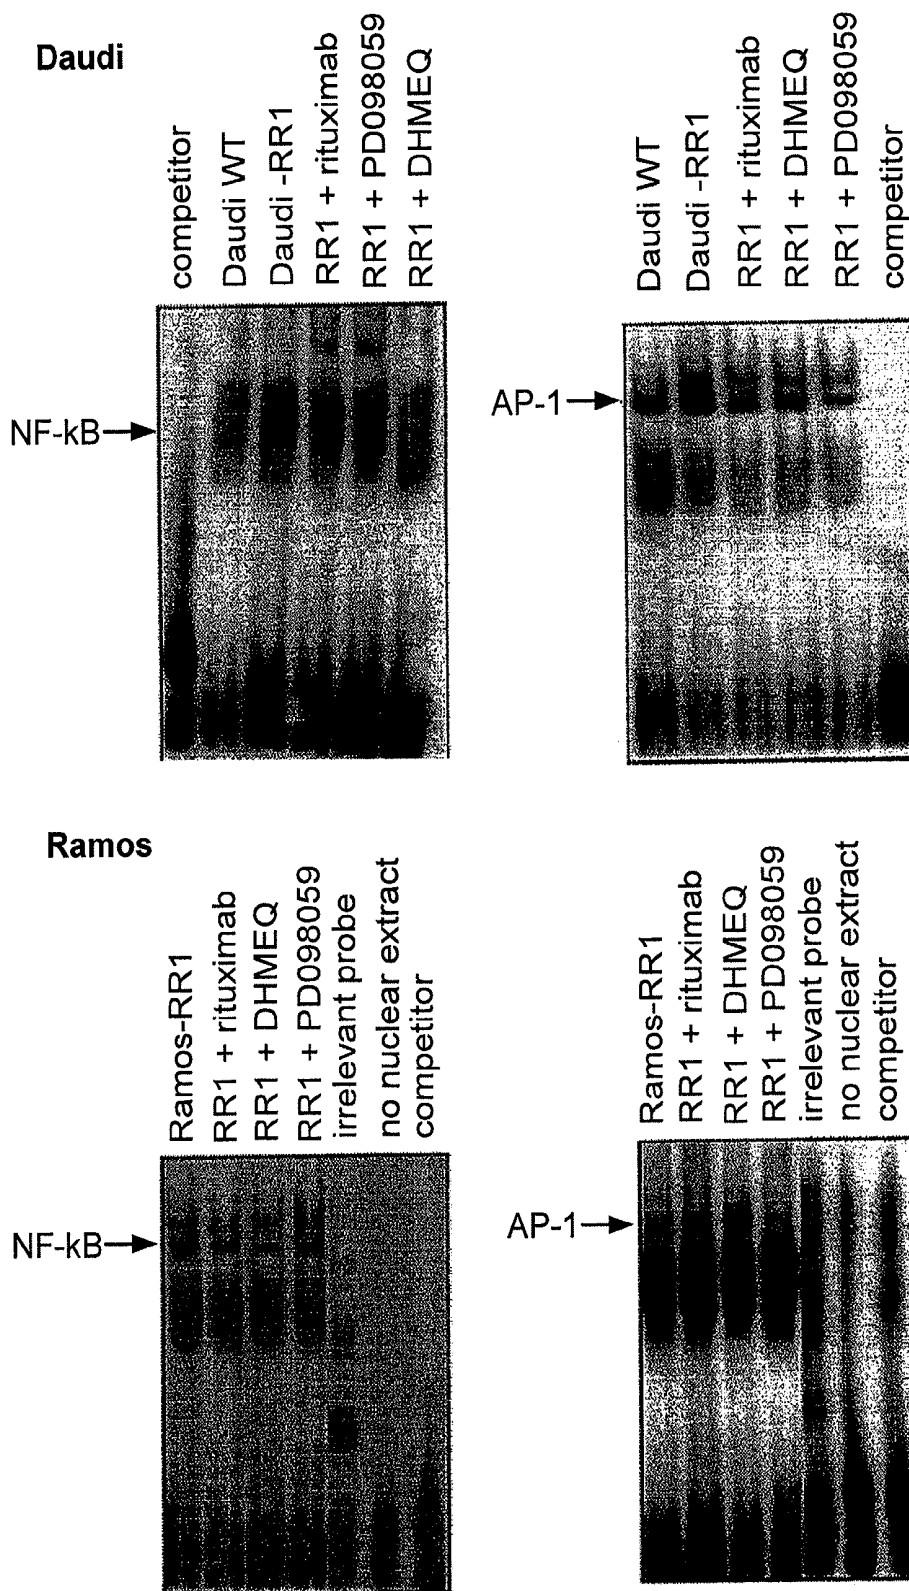 Daudi
competitor
Daudi WT
Daudi -RR1
RR1 + rituximab
RR1 + PD098059
RR1 + DHMEQ
NF-kB
Daudi WT
Daudi -RR1
RR1 + rituximab
RR1 + DHMEQ
RR1 + PD098059
competitor
AP-1
Ramos
Ramos-RR1
RR1 + rituximab
RR1 + DHMEQ
RR1 + PD098059
irrelevant probe
no nuclear extract
competitor
NF-kB
Ramos-RR1
RR1 + rituximab
RR1 + DHMEQ
RR1 + PD098059
irrelevant probe
no nuclear extract
competitor
AP-1